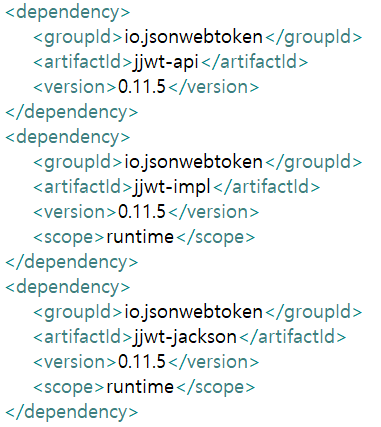 <dependency>
<groupId>io.jsonwebtoken</groupId>
<artifactId>jjwt-api</artifactId>
<version>0.11.5</version>
</dependency>
<dependency>
<groupId>io.jsonwebtoken</groupId>
<artifactId>jjwt-impl</artifactId>
<version>0.11.5</version>
<scope>runtime</scope>
</dependency>
<dependency>
<groupId>io.jsonwebtoken</groupId>
<artifactId>jjwt-jackson</artifactId>
<version>0.11.5</version>
<scope>runtime</scope>
</dependency>